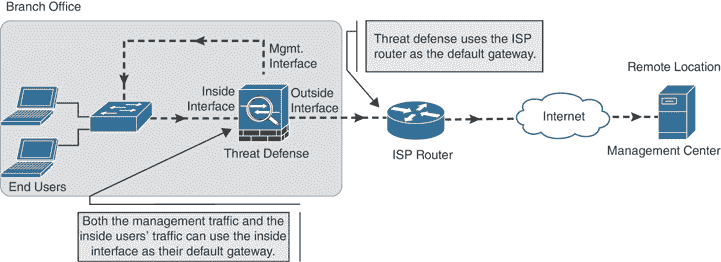 Branch Office
Mgmt.
Interface
Threat defense uses the ISP
router as the default gateway.
Remote Location
Inside
Interface
Outside
Interface
Internet
Threat Defense
ISP Router
Management Center
End Users
Both the management traffic and the
inside users' traffic can use the inside
interface as their default gateway.